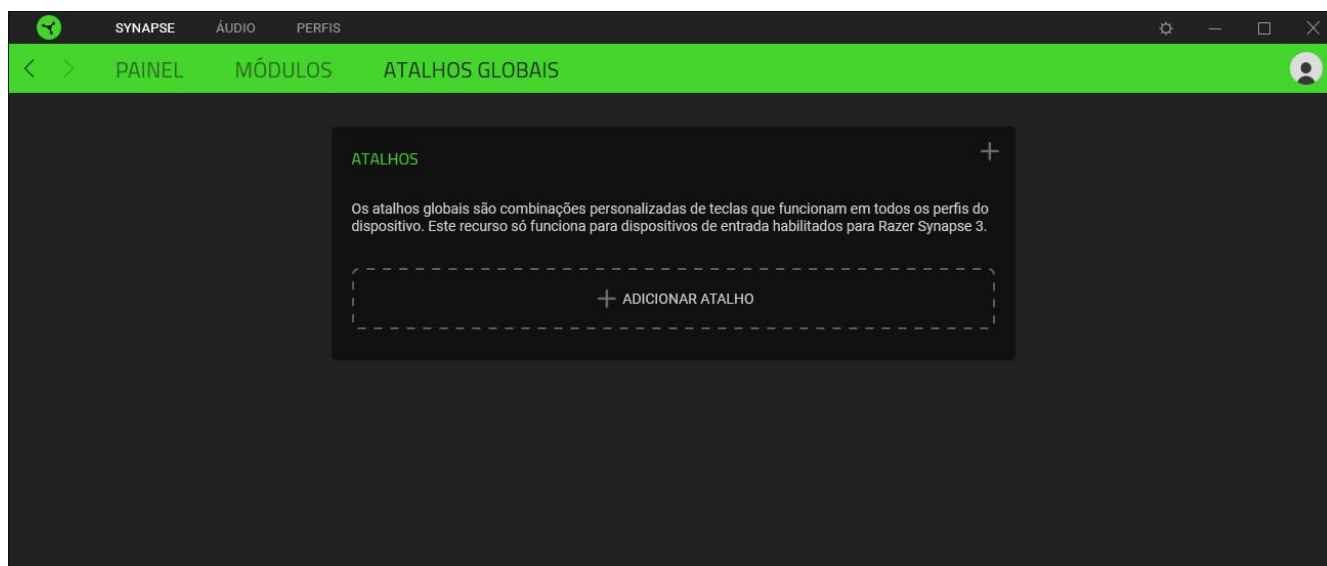 SYNAPSE ÁUDIO PERFIS
PAINEL MÓDULOS ATALHOS GLOBAIS
ATALHOS
Os atalhos globais são combinações personalizadas de teclas que funcionam em todos os perfis do
dispositivo. Este recurso só funciona para dispositivos de entrada habilitados para Razer Synapse 3.
ADICIONAR ATALHO